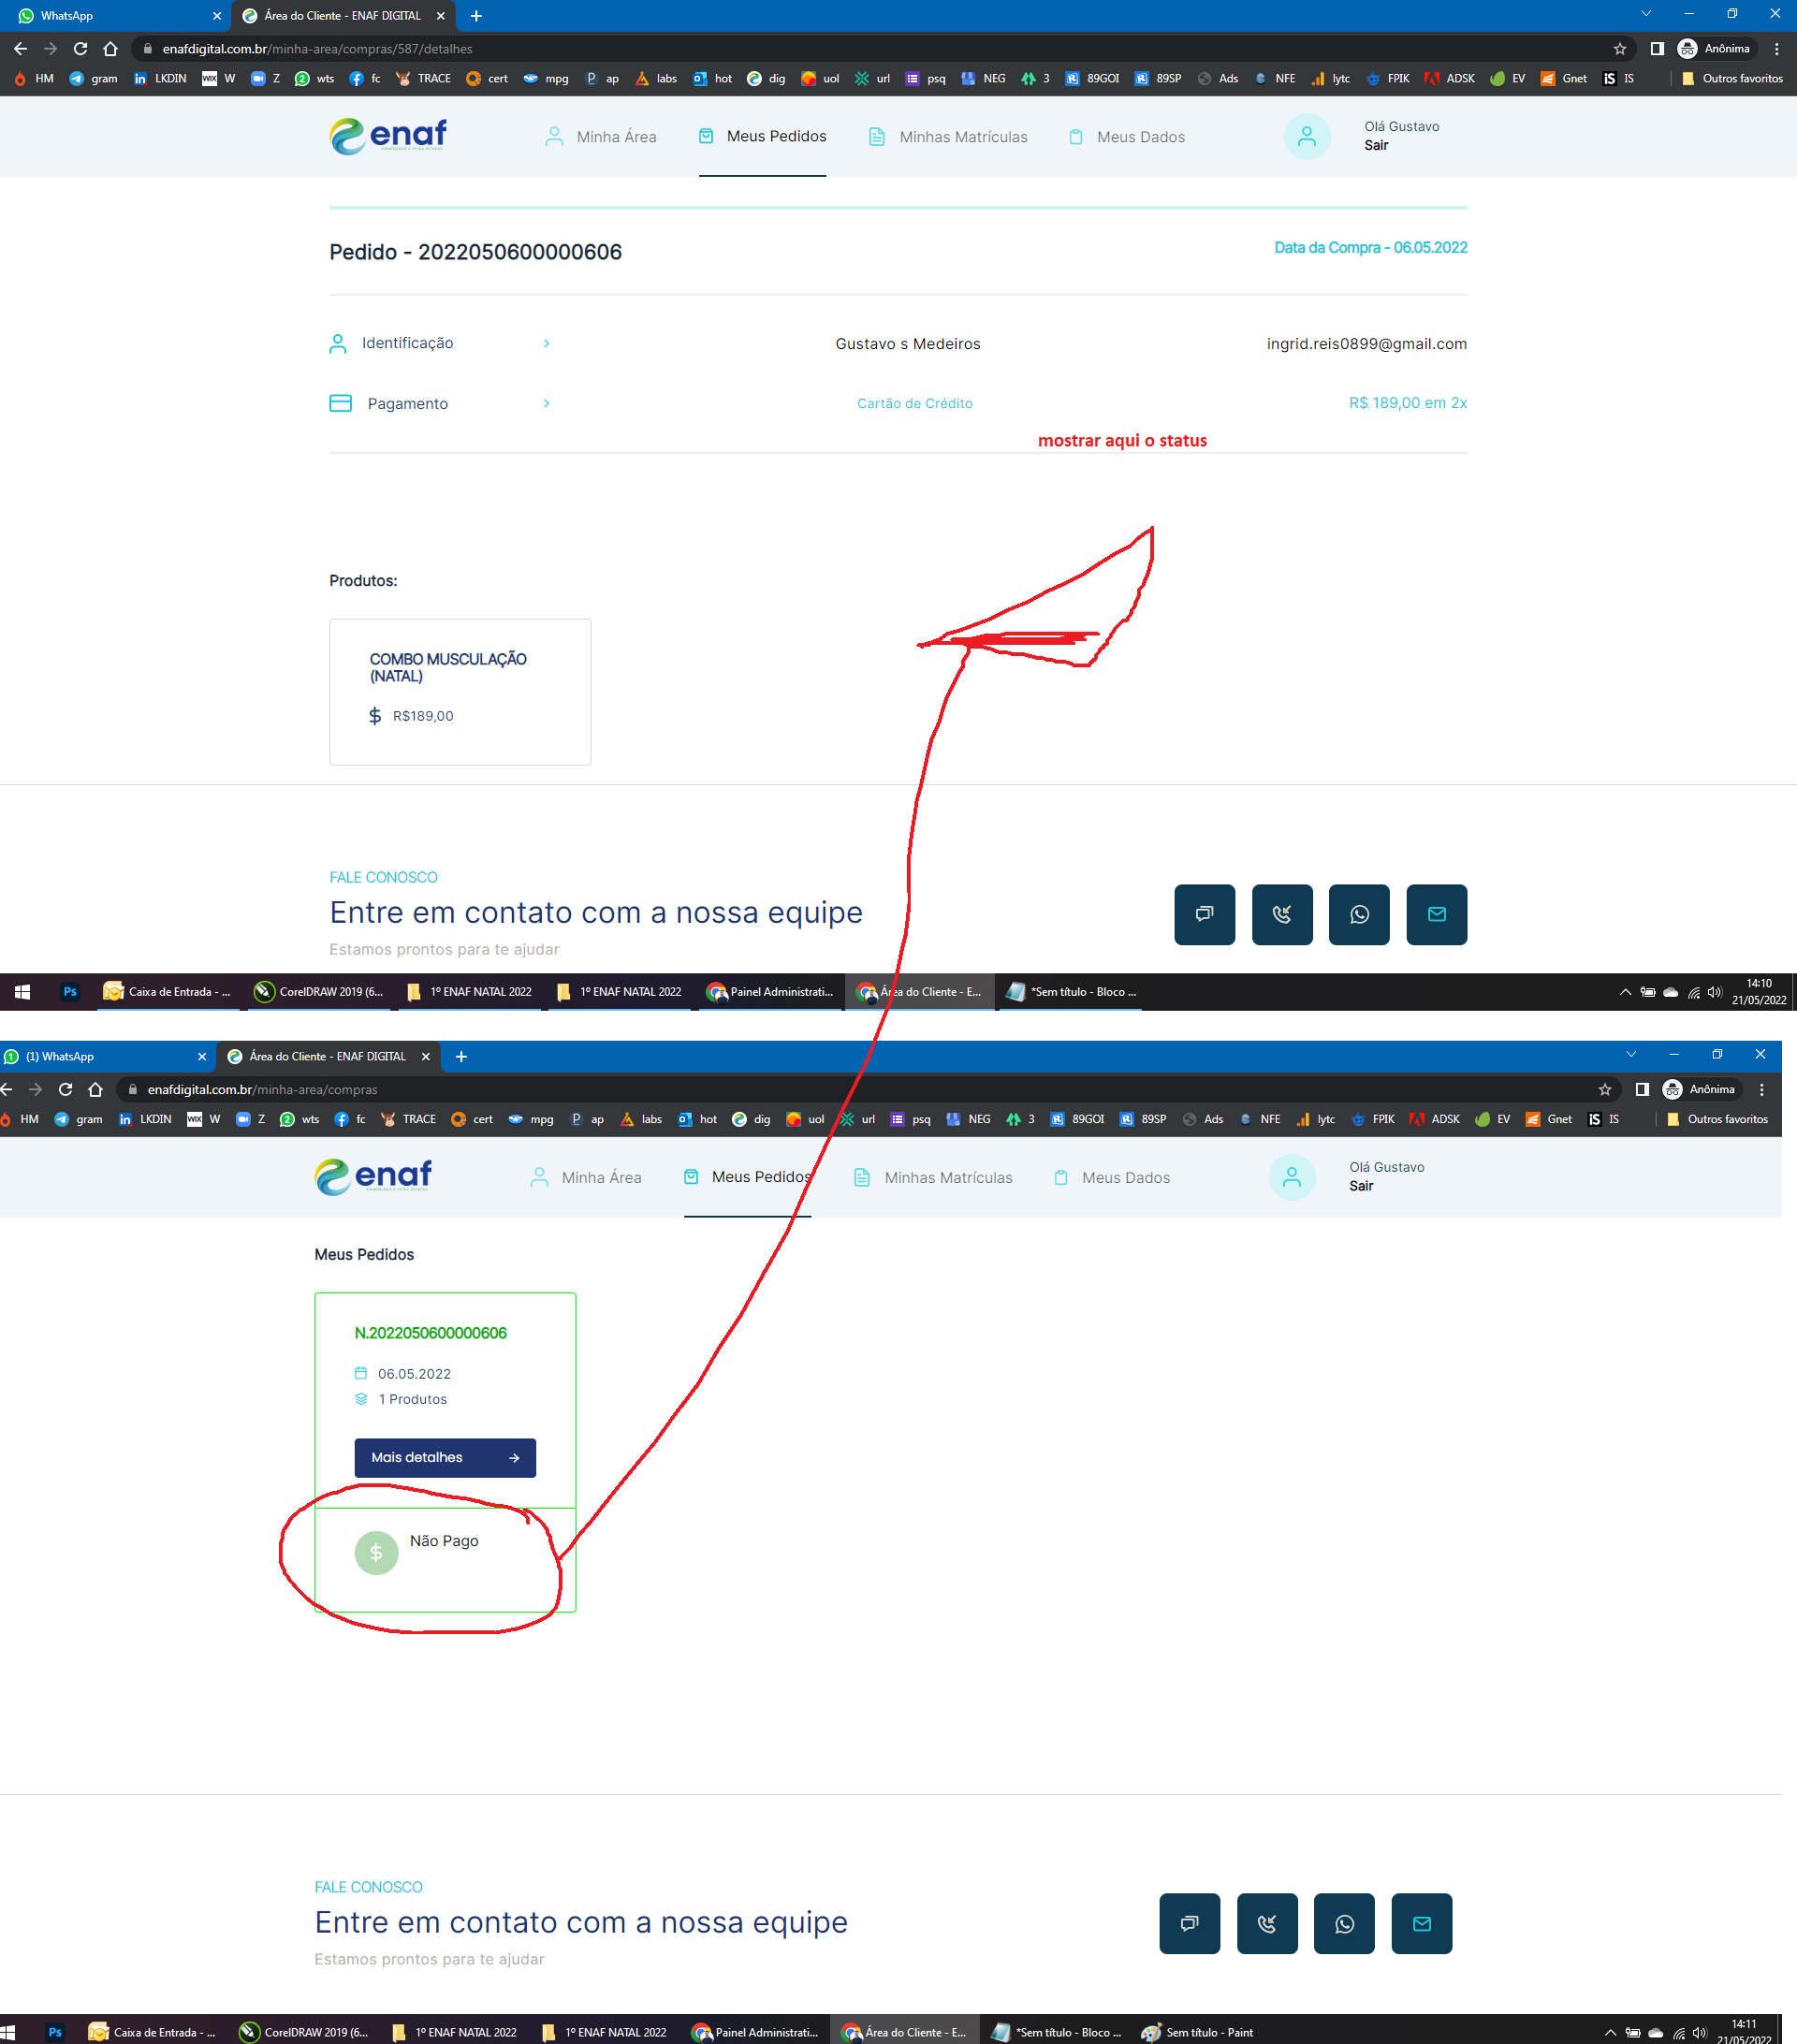 WhatsApp
Área do Cliente - ENAF DIGITAL
enafdigital.com.br/minha-area/compras/587/detalhes
Anônima
HM gram LKDIN W Z wts fc TRACE cert mpg ap labs hot dig uol url psq NEG 3 89GOI 89SP Ads NFE lytc FPIK ADSK EV Gnet IS Outros favoritos
enaf
Minha Área Meus Pedidos Minhas Matrículas Meus Dados
Olá Gustavo
Sair
Pedido - 2022050600000606
Data da Compra - 06.05.2022
Identificação Gustavo s Medeiros ingrid.reis0899@gmail.com
Pagamento Cartão de Crédito R$ 189,00 em 2x
mostrar aqui o status
Produtos:
COMBO MUSCULAÇÃO
(NATAL)
R$189,00
FALE CONOSCO
Entre em contato com a nossa equipe
Estamos prontos para te ajudar
Ps Caixa de Entrada - ... CorelDRAW 2019 (6... 1º ENAF NATAL 2022 1º ENAF NATAL 2022 Painel Administrati... Área do Cliente - E... *Sem título - Bloco ...
14:10
21/05/2022
(1) WhatsApp
Área do Cliente - ENAF DIGITAL
enafdigital.com.br/minha-area/compras
Anônima
HM gram LKDIN W Z wts fc TRACE cert mpg ap labs hot dig uol url psq NEG 3 89GOI 89SP Ads NFE lytc FPIK ADSK EV Gnet IS Outros favoritos
enaf
Minha Área Meus Pedidos Minhas Matrículas Meus Dados
Olá Gustavo
Sair
Meus Pedidos
N.2022050600000606
06.05.2022
1 Produtos
Mais detalhes
Não Pago
FALE CONOSCO
Entre em contato com a nossa equipe
Estamos prontos para te ajudar
Ps Caixa de Entrada - ... CorelDRAW 2019 (6... 1º ENAF NATAL 2022 1º ENAF NATAL 2022 Painel Administrati... Área do Cliente - E... *Sem título - Bloco ... Sem título - Paint
14:11
21/05/2022